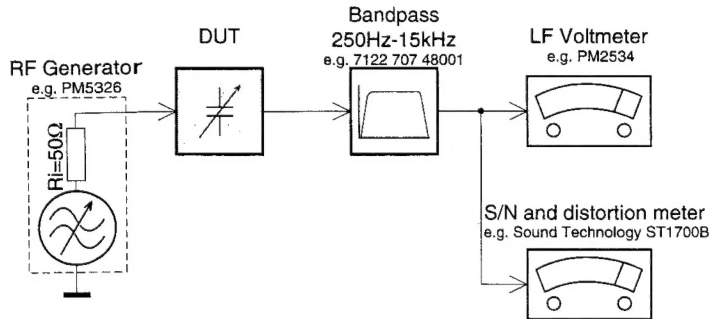 Bandpass
250Hz-15kHz
e.g. 7122 707 48001
DUT
LF Voltmeter
e.g. PM2534
RF Generator
e.g. PM5326
Ri=50Ω
S/N and distortion meter
e.g. Sound Technology ST1700B